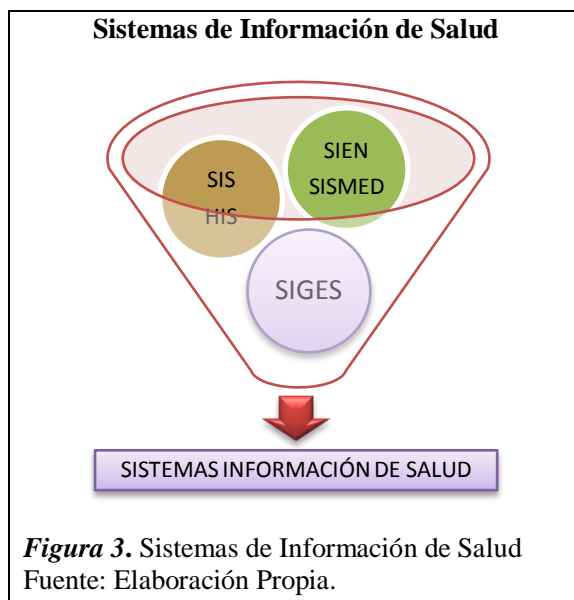 Sistemas de Información de Salud
SIEN
SISMED
SIS
HIS
SIGES
SISTEMAS INFORMACIÓN DE SALUD
Figura 3. Sistemas de Información de Salud
Fuente: Elaboración Propia.